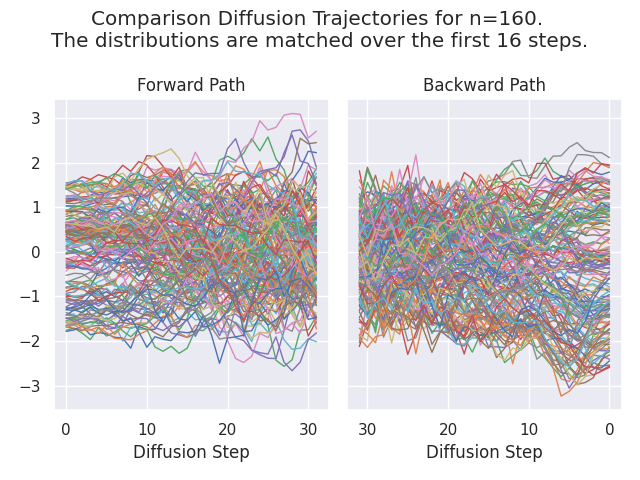 Comparison Diffusion Trajectories for n=160.
The distributions are matched over the first 16 steps.
Forward Path
Backward Path
3
2
1
0
−1
−2
−3
0 10 20 30
30 20 10 0
Diffusion Step
Diffusion Step